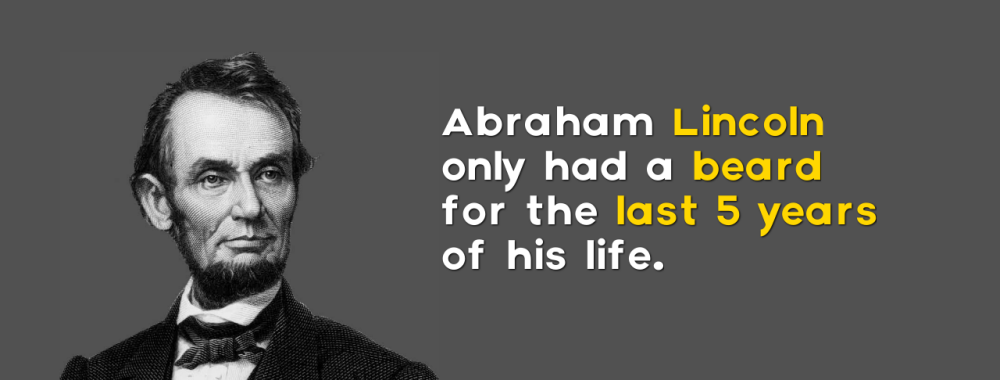 Abraham Lincoln
only had a beard
for the last 5 years
of his life.